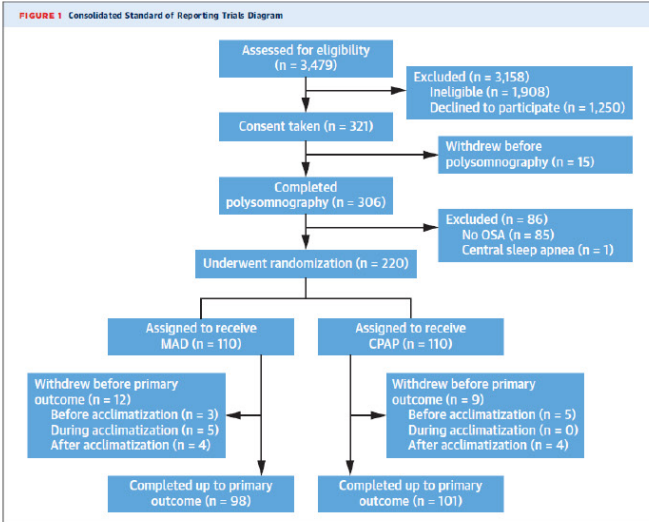 FIGURE 1 Consolidated Standard of Reporting Trials Diagram
Assessed for eligibility
(n = 3,479)
Excluded (n = 3,158)
Ineligible (n = 1,908)
Declined to participate (n = 1,250)
Consent taken (n = 321)
Withdrew before
polysomnography (n = 15)
Completed
polysomnography (n = 306)
Excluded (n = 86)
No OSA (n = 85)
Central sleep apnea (n = 1)
Underwent randomization (n = 220)
Assigned to receive
MAD (n = 110)
Assigned to receive
CPAP (n = 110)
Withdrew before primary
outcome (n = 12)
Before acclimatization (n = 3)
During acclimatization (n = 5)
After acclimatization (n = 4)
Withdrew before primary
outcome (n = 9)
Before acclimatization (n = 5)
During acclimatization (n = 0)
After acclimatization (n = 4)
Completed up to primary
outcome (n = 98)
Completed up to primary
outcome (n = 101)